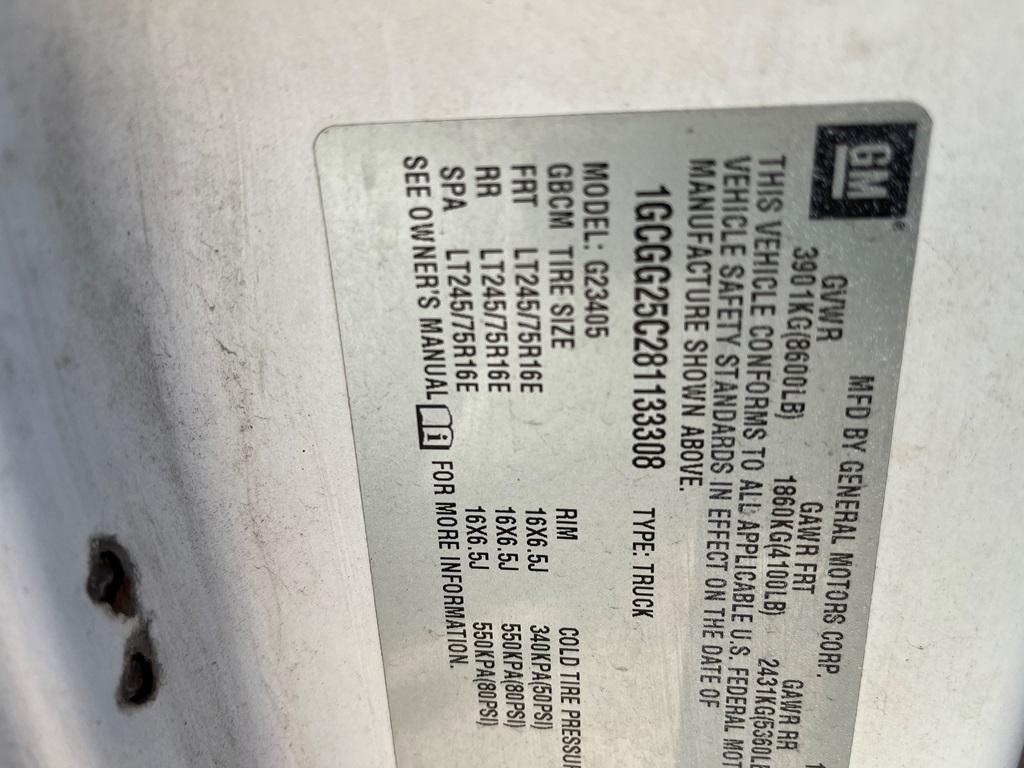 GM®
MFD BY GENERAL MOTORS CORP.
GVWR GAWR FRT GAWR RR
3901KG(8600LB) 1860KG(4100LB) 2431KG(5360LB
THIS VEHICLE CONFORMS TO ALL APPLICABLE U.S. FEDERAL MOT
VEHICLE SAFETY STANDARDS IN EFFECT ON THE DATE OF
MANUFACTURE SHOWN ABOVE.
1GCGG25C281133308 TYPE: TRUCK
MODEL: G23405
GBCM TIRE SIZE RIM COLD TIRE PRESSU
FRT LT245/75R16E 16X6.5J 340KPA(50PSI)
RR LT245/75R16E 16X6.5J 550KPA(80PSI)
SPA LT245/75R16E 16X6.5J 550KPA(80PSI)
SEE OWNER'S MANUAL i FOR MORE INFORMATION.